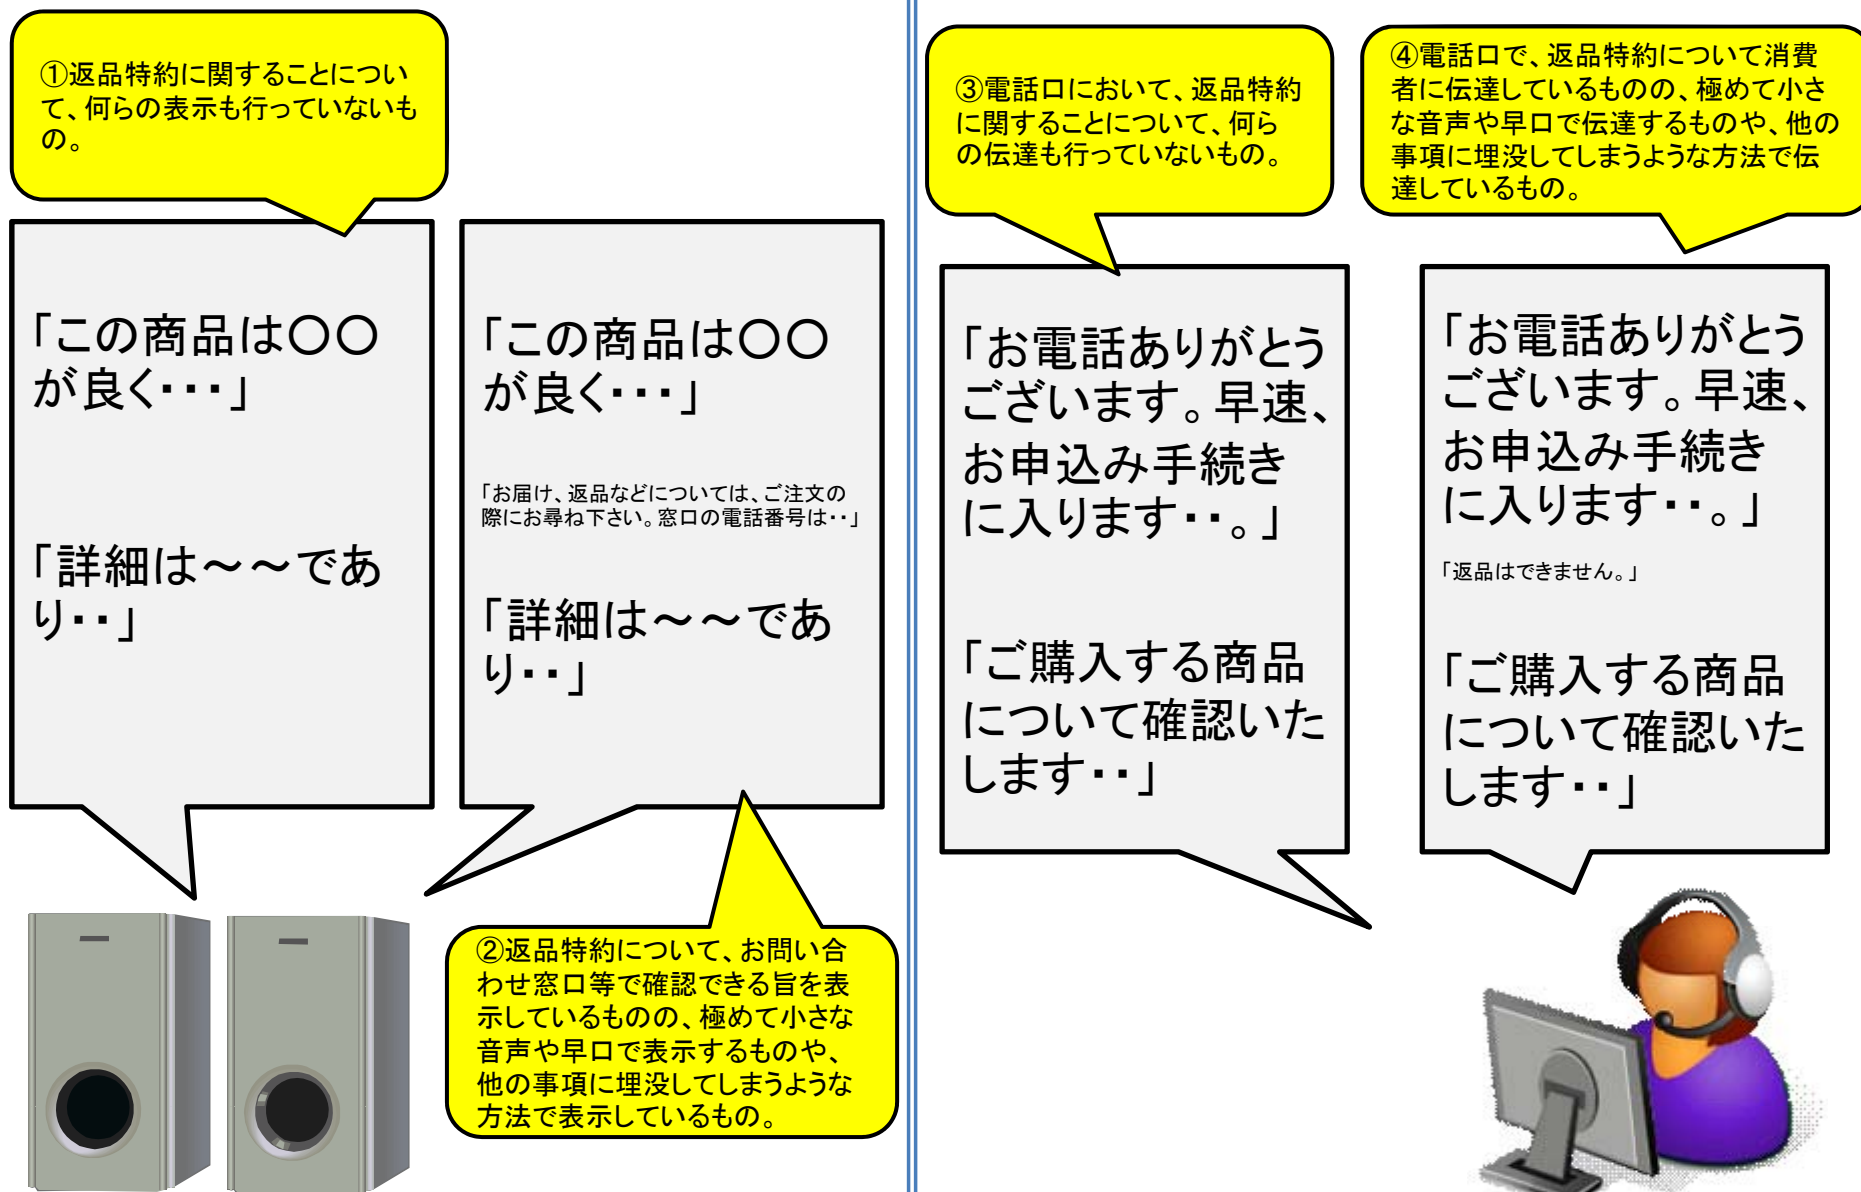 ①返品特約に関することについ
て、何らの表示も行っていないも
の。
「この商品は〇〇
が良く・・・」
「詳細は～～であ
り・・」
「この商品は〇〇
が良く・・・」
「お届け、返品などについては、ご注文の
際にお尋ね下さい。窓口の電話番号は・・」
「詳細は～～であ
り・・」
②返品特約について、お問い合
わせ窓口等で確認できる旨を表
示しているものの、極めて小さな
音声や早口で表示するものや、
他の事項に埋没してしまうような
方法で表示しているもの。
③電話口において、返品特約
に関することについて、何ら
の伝達も行っていないもの。
「お電話ありがとう
ございます。早速、
お申込み手続き
に入ります・・。」
「ご購入する商品
について確認いた
します・・」
④電話口で、返品特約について消費
者に伝達しているものの、極めて小さ
な音声や早口で伝達するものや、他の
事項に埋没してしまうような方法で伝
達しているもの。
「お電話ありがとう
ございます。早速、
お申込み手続き
に入ります・・。」
「返品はできません。」
「ご購入する商品
について確認いた
します・・」